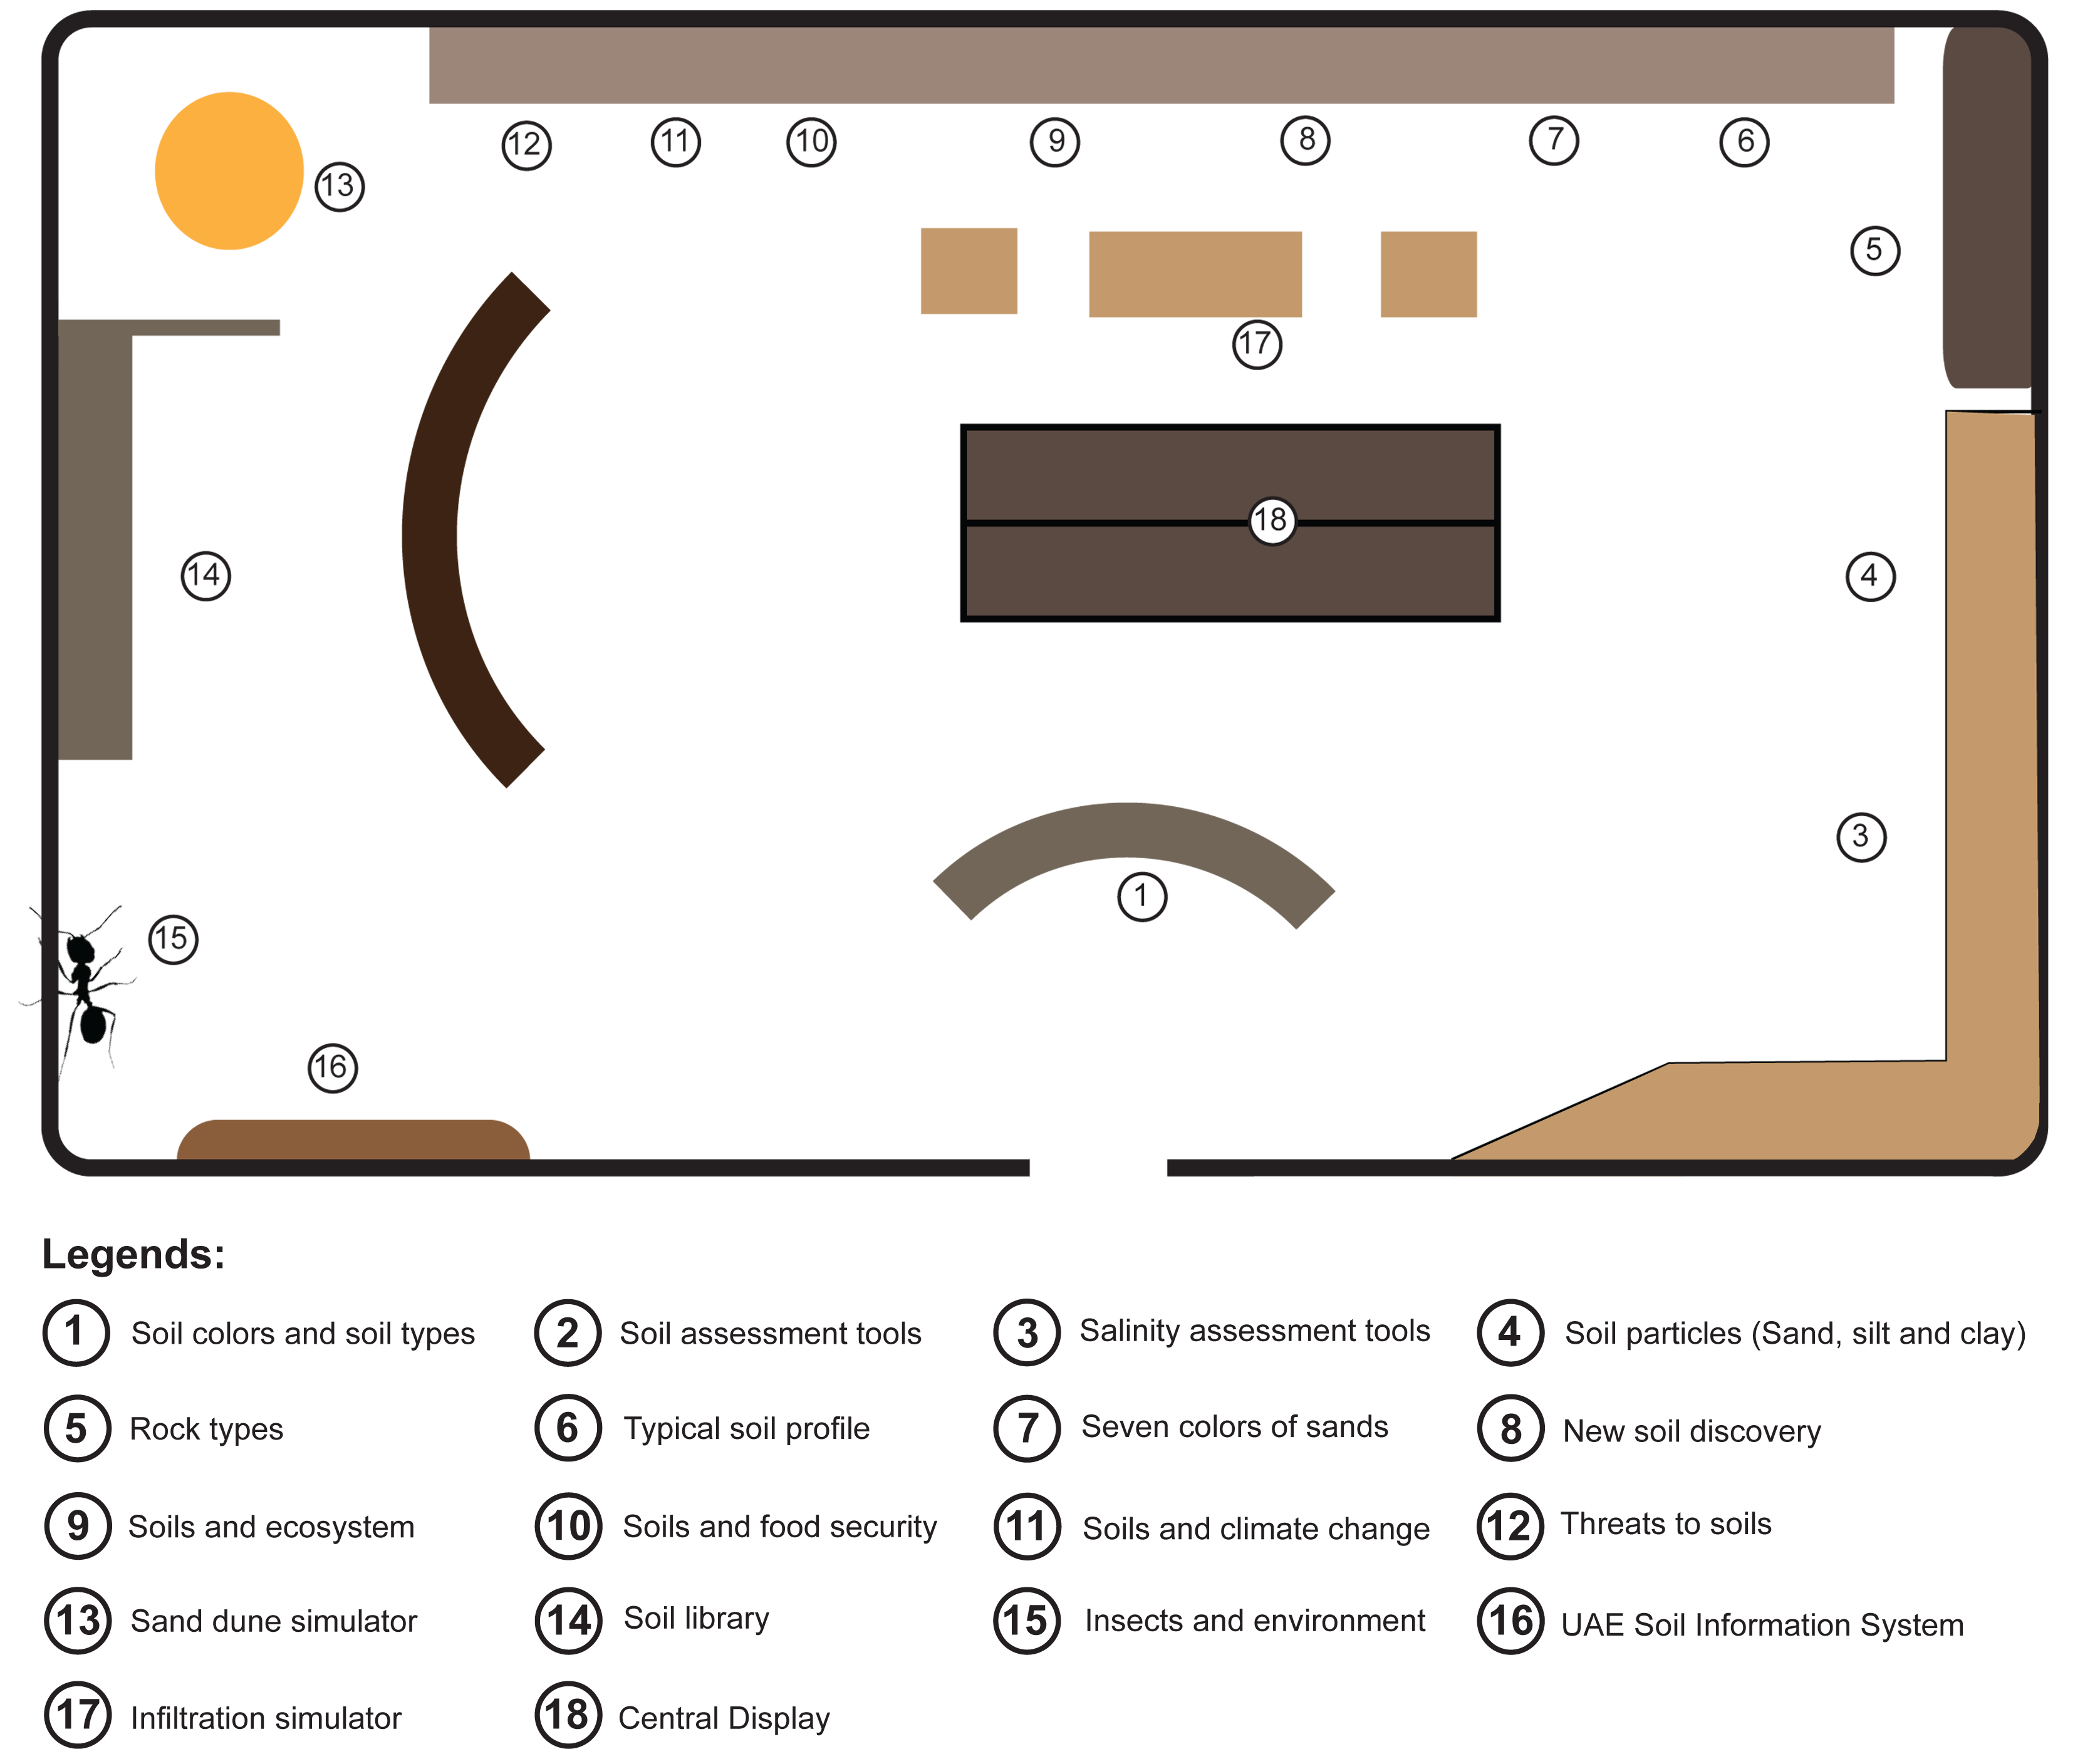 12
11
10
9
8
7
6
13
5
17
18
14
4
3
1
15
16
Legends:
1 Soil colors and soil types
2 Soil assessment tools
3 Salinity assessment tools
4 Soil particles (Sand, silt and clay)
5 Rock types
6 Typical soil profile
7 Seven colors of sands
8 New soil discovery
9 Soils and ecosystem
10 Soils and food security
11 Soils and climate change
12 Threats to soils
13 Sand dune simulator
14 Soil library
15 Insects and environment
16 UAE Soil Information System
17 Infiltration simulator
18 Central Display